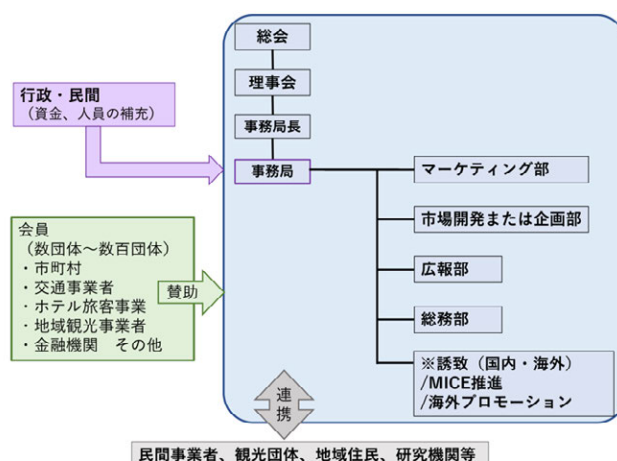 総会
理事会
事務局長
事務局
行政・民間
（資金、人員の補充）
会員
（数団体～数百団体）
・市町村
・交通事業者
・ホテル旅客事業
・地域観光事業者
・金融機関　その他
賛助
マーケティング部
市場開発または企画部
広報部
総務部
※誘致（国内・海外）
/MICE推進
/海外プロモーション
連携
民間事業者、観光団体、地域住民、研究機関等